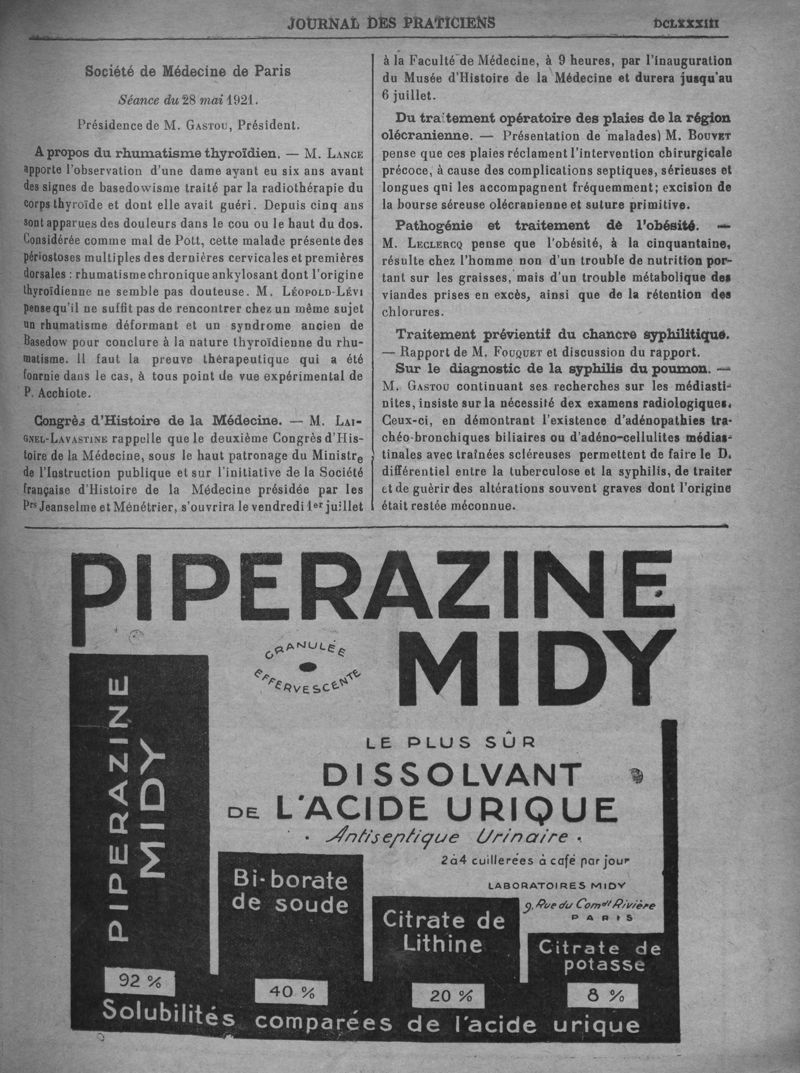 JOURNAL DES PRATICIENS
DCLXXXIII
Société de Médecine de Paris
Séance du 28 mai 1921.
Présidence de M. GASTOU, Président.
A propos du rhumatisme thyroïdien. — M. LANCE
apporte l'observation d'une dame ayant eu six ans avant
des signes de basedowisme traité par la radiothérapie du
corps thyroïde et dont elle avait guéri. Depuis cinq ans
sont apparues des douleurs dans le cou ou le haut du dos.
Considérée comme mal de Pott, cette malade présente des
périostoses multiples des dernières cervicales et premières
dorsales : rhumatisme chronique ankylosant dont l'origine
thyroïdienne ne semble pas douteuse. M. LÉOPOLD-LÉVI
pense qu'il ne suffit pas de rencontrer chez un même sujet
un rhumatisme déformant et un syndrome ancien de
Basedow pour conclure à la nature thyroïdienne du rhu-
matisme. Il faut la preuve thérapeutique qui a été
fonrnie dans le cas, à tous point de vue expérimental de
P. Acchiote.
Congrès d'Histoire de la Médecine. — M. LAI-
GNEL-LAVASTINE rappelle que le deuxième Congrès d'His-
toire de la Médecine, sous le haut patronage du Ministre
de l'Instruction publique et sur l'initiative de la Société
française d'Histoire de la Médecine présidée par les
Prs Jeanselme et Ménétrier, s'ouvrira le vendredi 1er juillet
à la Faculté de Médecine, à 9 heures, par l'inauguration
du Musée d'Histoire de la Médecine et durera jusqu'au
6 juillet.
Du traitement opératoire des plaies de la région
olécranienne. — Présentation de malades) M. BOUVET
pense que ces plaies réclament l'intervention chirurgicale
précoce, à cause des complications septiques, sérieuses et
longues qni les accompagnent fréquemment; excision de
la bourse séreuse olécranienne et suture primitive.
Pathogénie et traitement dè l'obésité. —
M. LECLERCQ pense que l'obésité, à la cinquantaine,
résulte chez l'homme non d'un trouble de nutrition por-
tant sur les graisses, mais d'un trouble métabolique des
viandes prises en excès, ainsi que de la rétention des
chlorures.
Traitement prévientif du chancre syphilitique.
— Rapport de M. FOUQUET et discussion du rapport.
Sur le diagnostic de la syphilis du poumon. —
M. GASTOU continuant ses recherches sur les médiasti-
nites, insiste sur la nécessité dex examens radiologiques.
Ceux-ci, en démontrant l'existence d'adénopathies tra-
chéo-bronchiques biliaires ou d'adéno-cellulites médias-
tinales avec traînées scléreuses permettent de faire le D.
différentiel entre la tuberculose et la syphilis, de traiter
et de guèrir des altérations souvent graves dont l'origine
était restée méconnue.
PIPERAZINE
MIDY
GRANULÉE
EFFERVESCENTE
LE PLUS SÛR
DISSOLVANT
DE L'ACIDE URIQUE
• Antiseptique Urinaire •
2 à 4 cuillerées à café par jour
LABORATOIRES MIDY
9, Rue du Comdt Rivière
PARIS
PIPERAZINE
MIDY
92 %
Bi-borate
de soude
40 %
Citrate de
Lithine
20 %
Citrate de
potasse
8 %
Solubilités comparées de l'acide urique